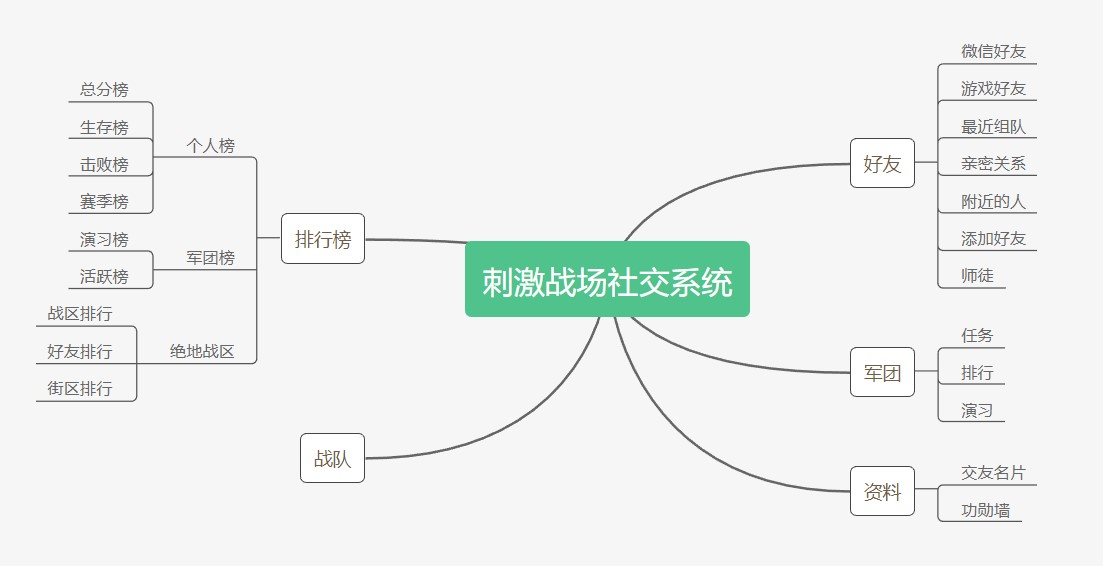 刺激战场社交系统
好友
微信好友
游戏好友
最近组队
亲密关系
附近的人
添加好友
师徒
军团
任务
排行
演习
资料
交友名片
功勋墙
排行榜
个人榜
总分榜
生存榜
击败榜
赛季榜
军团榜
演习榜
活跃榜
绝地战区
战区排行
好友排行
街区排行
战队